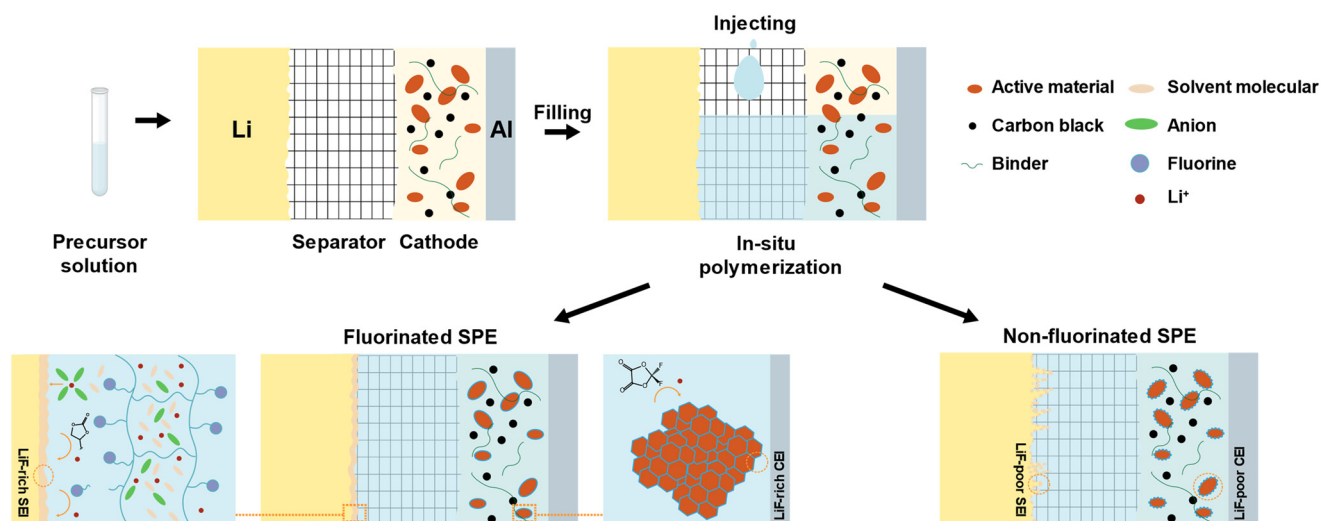 Injecting
Li
Al
Filling
Separator
Cathode
Precursor
solution
In-situ
polymerization
Active material
Solvent molecular
Carbon black
Anion
Binder
Fluorine
Li⁺
Fluorinated SPE
Non-fluorinated SPE
LiF-rich SEI
O
O
O
F
O
O
O
O
F
F
LiF-rich CEI
LiF-poor SEI
LiF-poor CEI